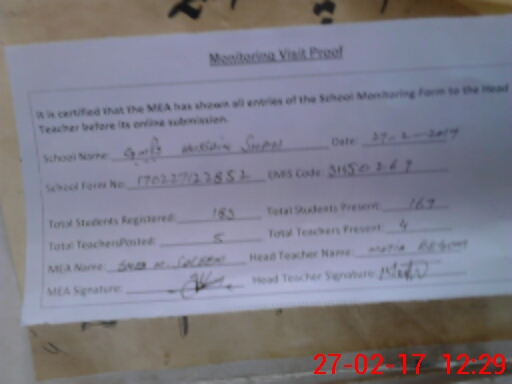 Monitoring Visit Proof
It is certified that the MEA has shown all entries of the School Monitoring Form to the Head
Teacher before its online submission.
School Name: Date: 27-2-2017
School Form No: 170227122852 EMIS Code:
Total Students Registered: 183 Total Students Present: 169
Total TeachersPosted: 5 Total Teachers Present: 4
MEA Name: Head Teacher Name:
MEA Signature: Head Teacher Signature:
27-02-17 12:29